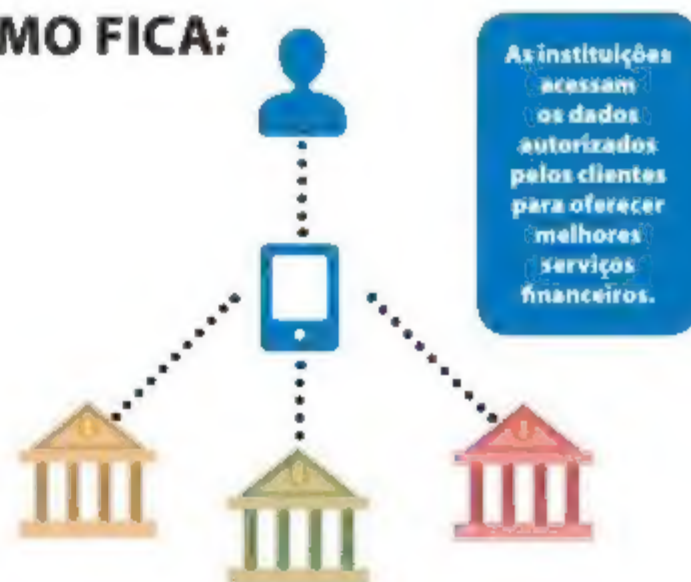 MO FICA:
As instituições
acessam
os dados
autorizados
pelos clientes
para oferecer
melhores
serviços
financeiros.